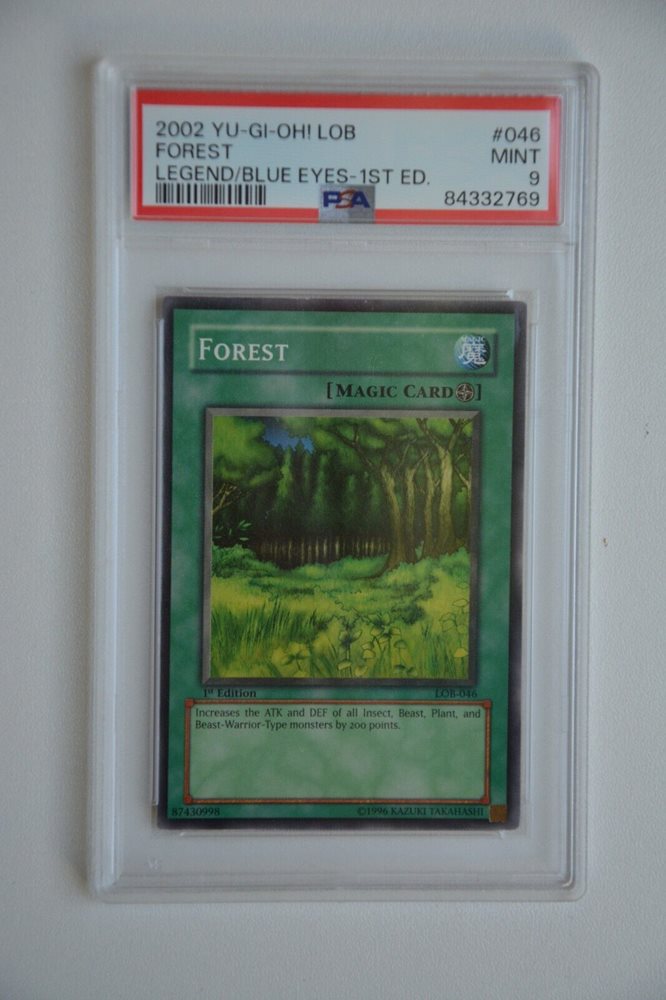 2002 YU-GI-OH! LOB #046
FOREST MINT
LEGEND/BLUE EYES-1ST ED. 9
PSA 84332769
FOREST
MAGIC
魔
[MAGIC CARD]
1st Edition LOB-046
Increases the ATK and DEF of all Insect, Beast, Plant, and
Beast-Warrior-Type monsters by 200 points.
87430998 ©1996 KAZUKI TAKAHASHI